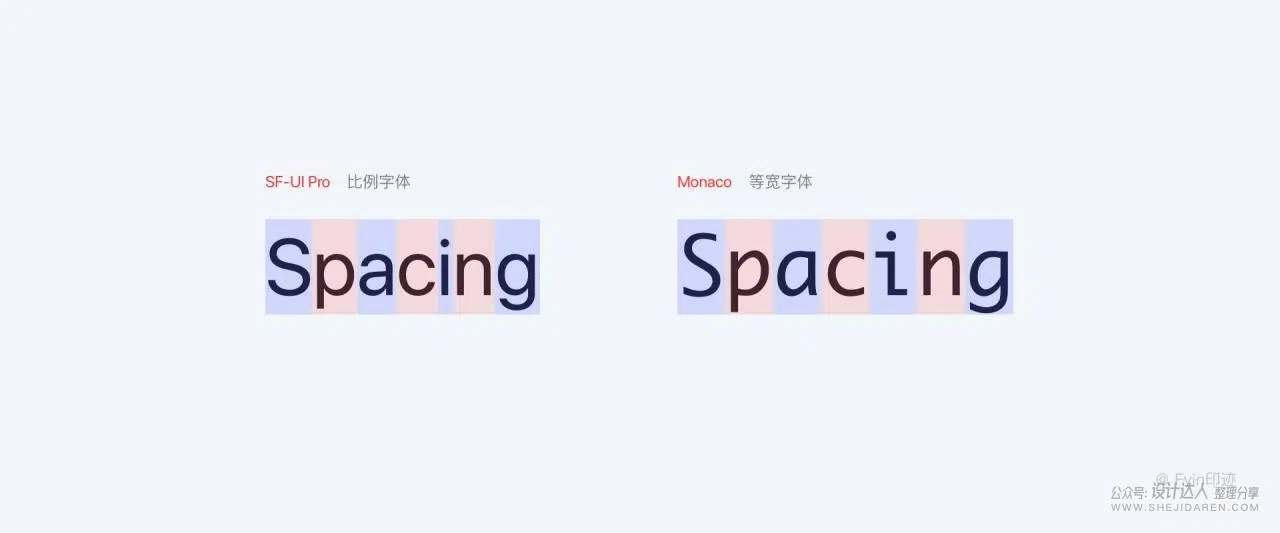 SF-UI Pro 比例字体
Spacing
Monaco 等宽字体
Spacing
@ Evin印迹
公众号: 设计达人 整理分享
WWW.SHEJIDAREN.COM